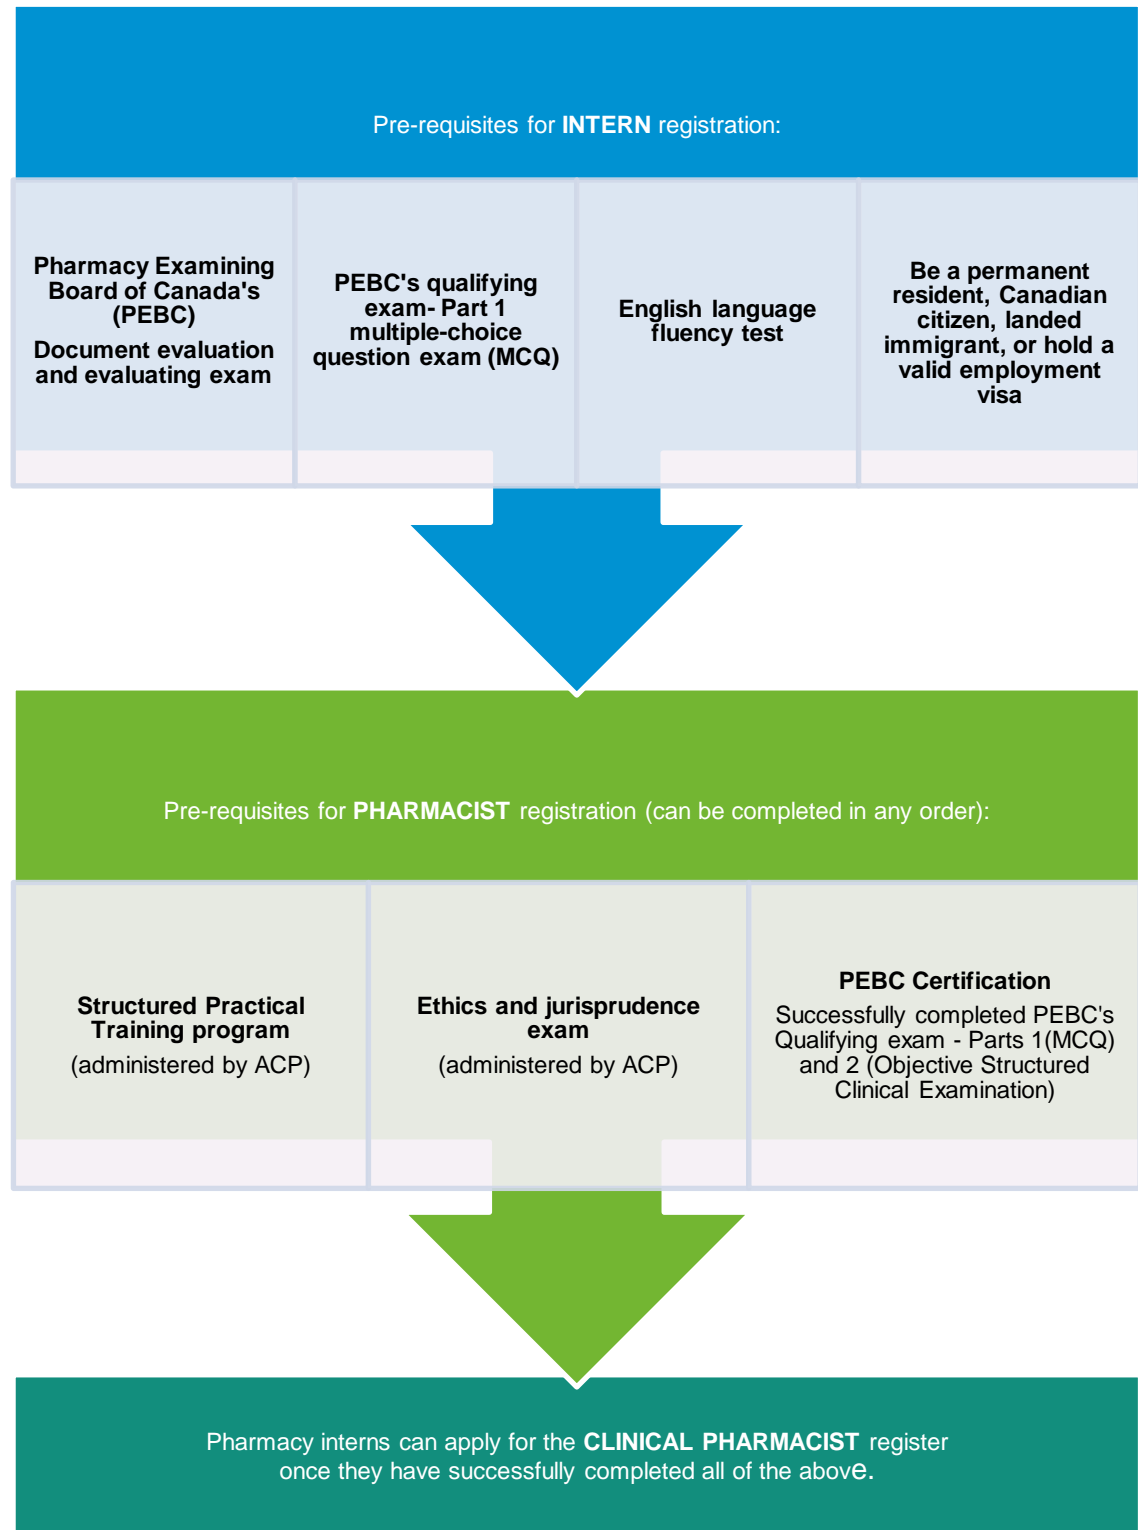 Pre-requisites for INTERN registration:
Pharmacy Examining
Board of Canada's
(PEBC)
Document evaluation
and evaluating exam
PEBC's qualifying
exam- Part 1
multiple-choice
question exam (MCQ)
English language
fluency test
Be a permanent
resident, Canadian
citizen, landed
immigrant, or hold a
valid employment
visa
Pre-requisites for PHARMACIST registration (can be completed in any order):
Structured Practical
Training program
(administered by ACP)
Ethics and jurisprudence
exam
(administered by ACP)
PEBC Certification
Successfully completed PEBC's
Qualifying exam - Parts 1(MCQ)
and 2 (Objective Structured
Clinical Examination)
Pharmacy interns can apply for the CLINICAL PHARMACIST register
once they have successfully completed all of the above.